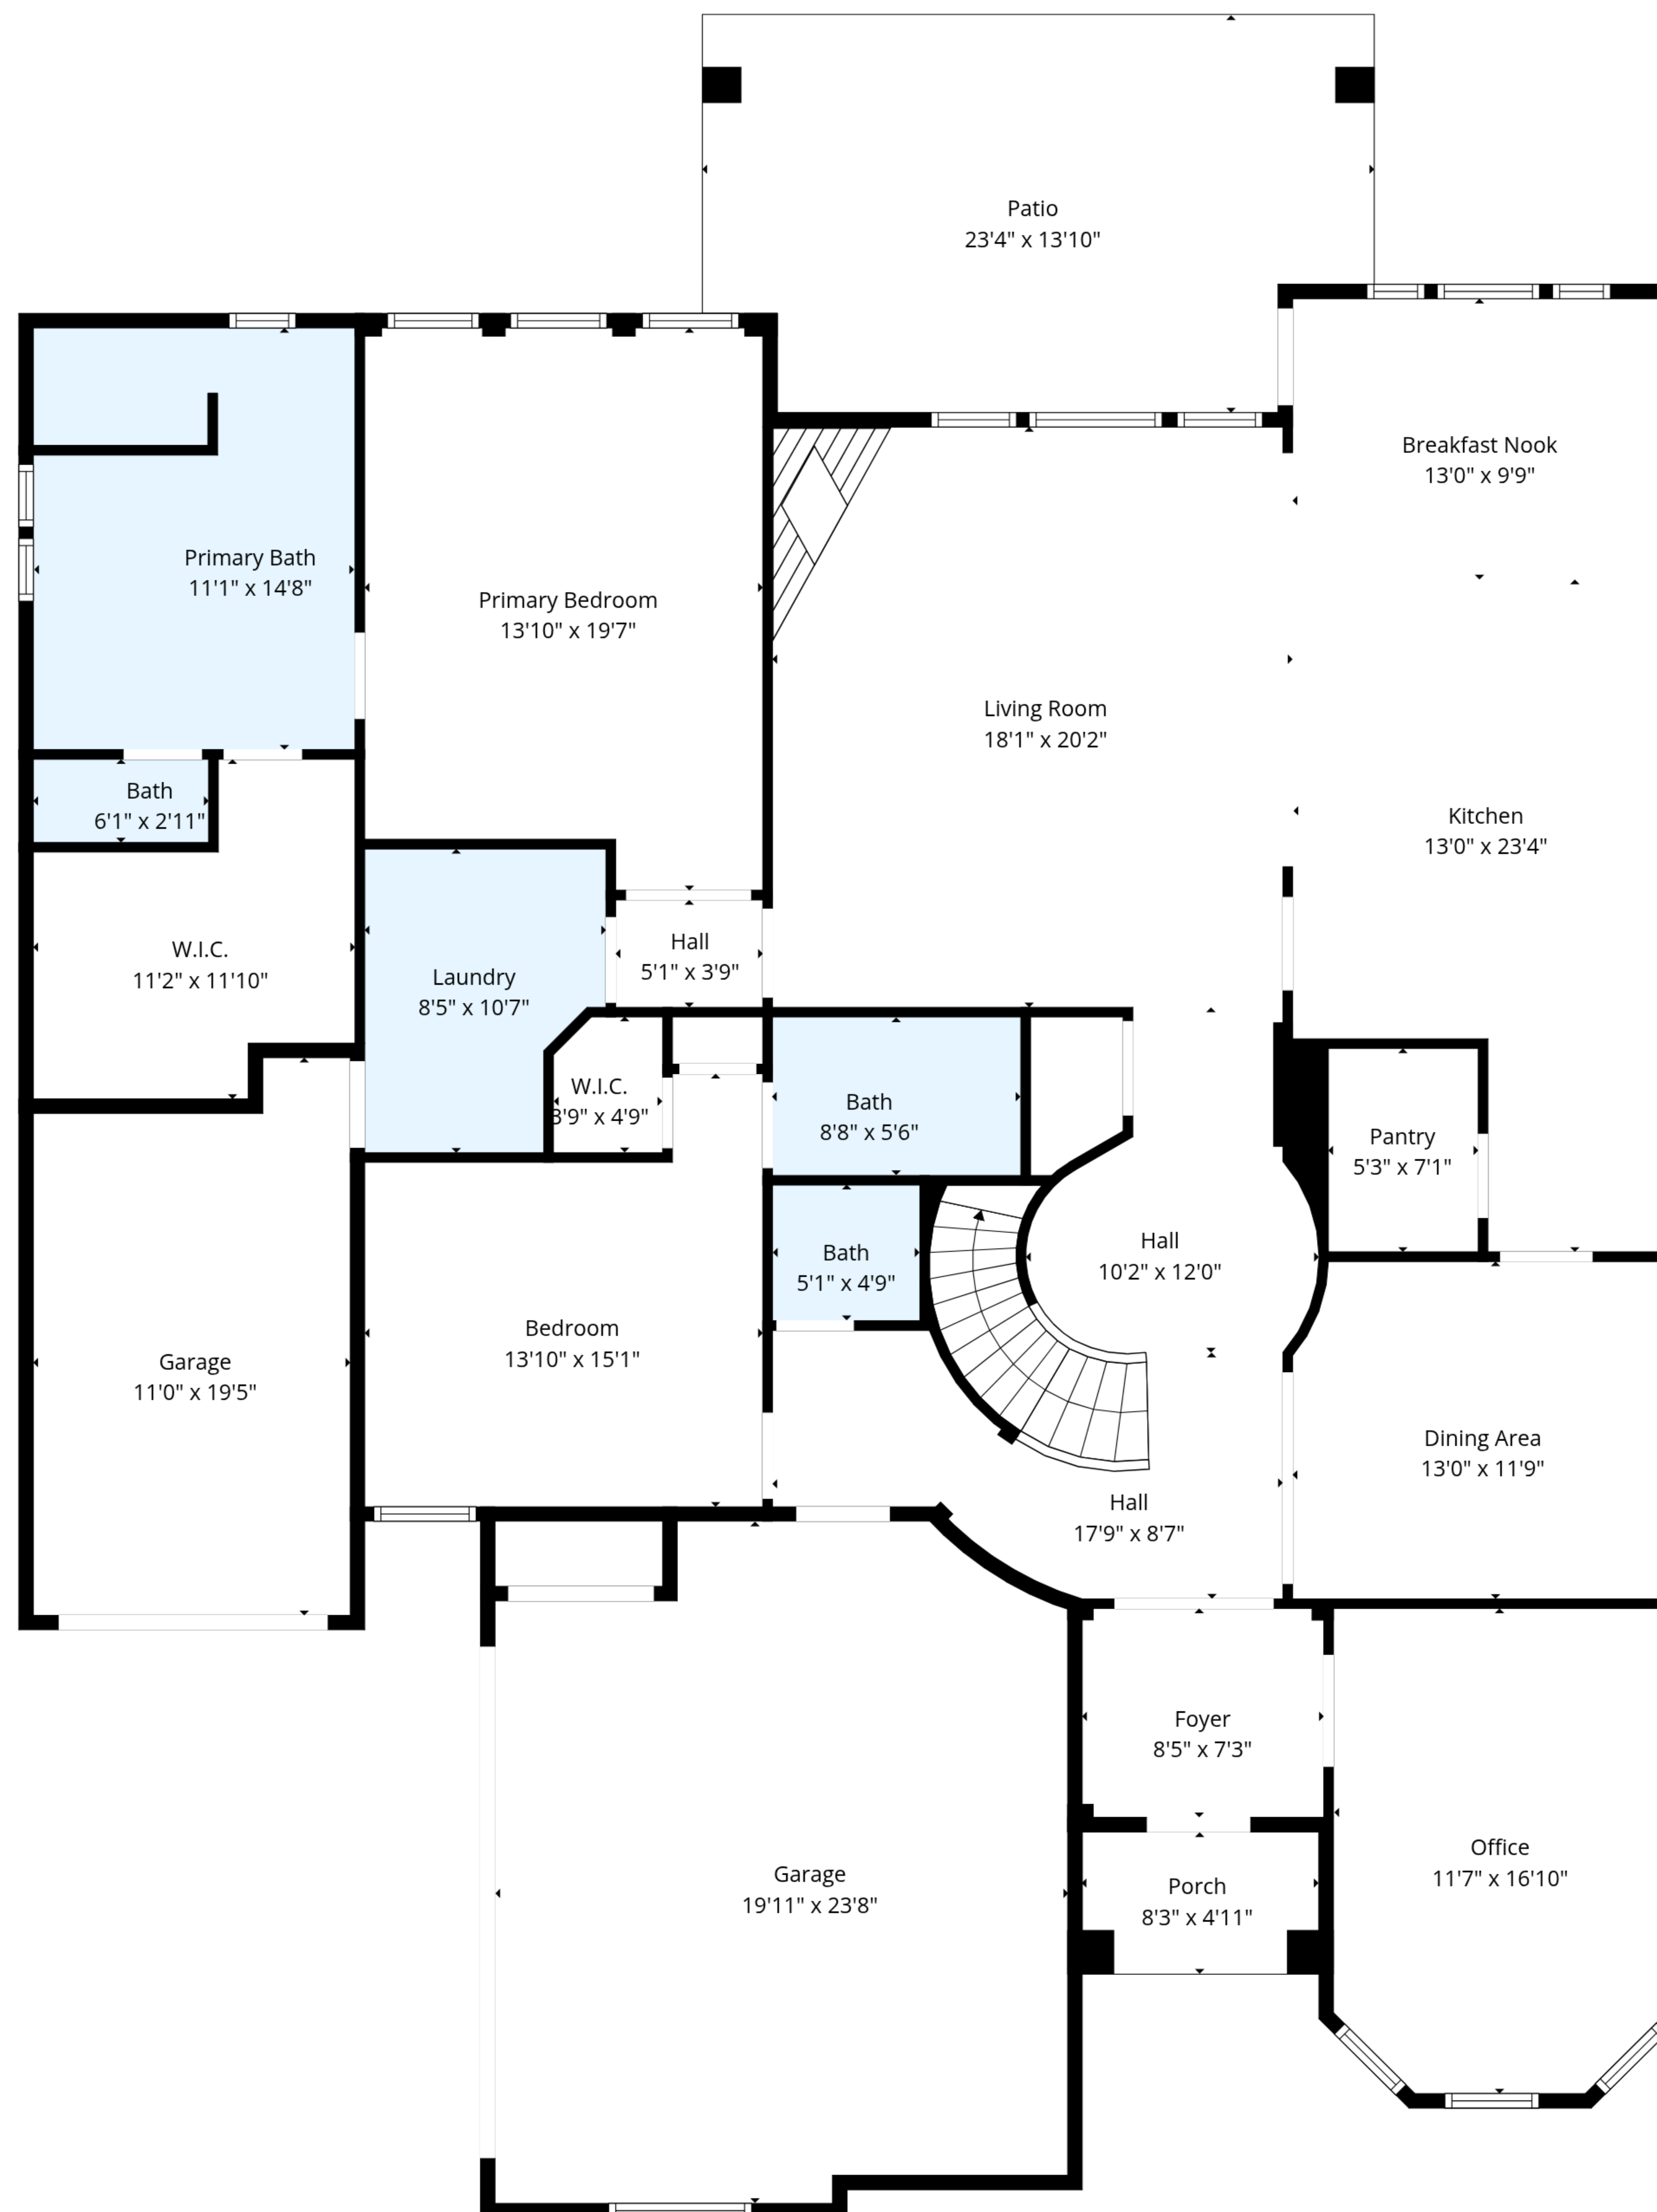 Patio
23'4" x 13'10"
Breakfast Nook
13'0" x 9'9"
Primary Bath
11'1" x 14'8"
Primary Bedroom
13'10" x 19'7"
Living Room
18'1" x 20'2"
Bath
6'1" x 2'11"
Kitchen
13'0" x 23'4"
W.I.C.
11'2" x 11'10"
Hall
5'1" x 3'9"
Laundry
8'5" x 10'7"
W.I.C.
3'9" x 4'9"
Bath
8'8" x 5'6"
Pantry
5'3" x 7'1"
Hall
10'2" x 12'0"
Bath
5'1" x 4'9"
Bedroom
13'10" x 15'1"
Garage
11'0" x 19'5"
Dining Area
13'0" x 11'9"
Hall
17'9" x 8'7"
Foyer
8'5" x 7'3"
Office
11'7" x 16'10"
Garage
19'11" x 23'8"
Porch
8'3" x 4'11"